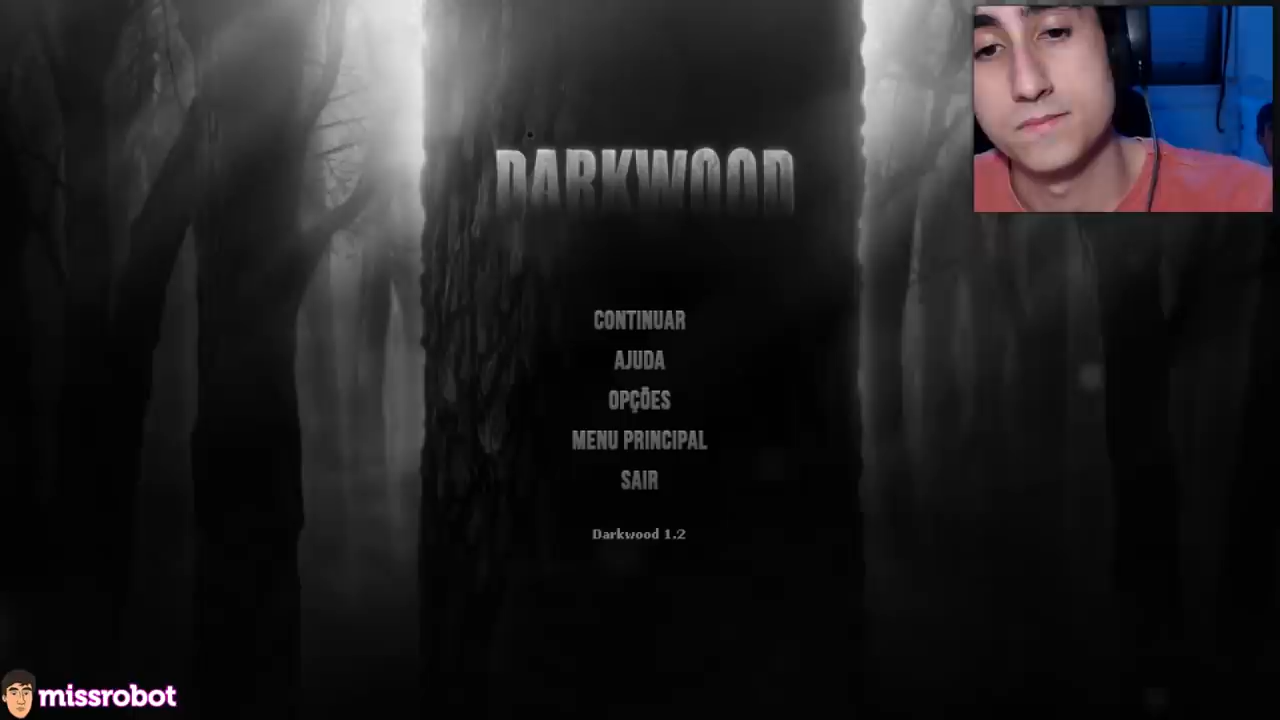 DARKWOOD
CONTINUAR
AJUDA
OPÇÕES
MENU PRINCIPAL
SAIR
Darkwood 1.2
missrobot